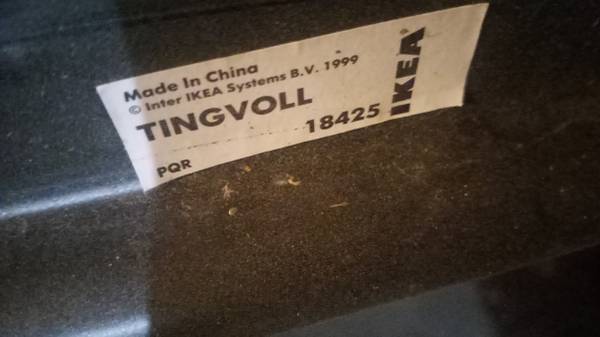 Made In China
© Inter IKEA Systems B.V. 1999
TINGVOLL
18425
PQR
IKEA